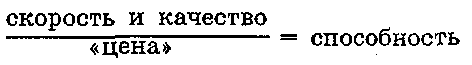 скорость и качество
«цена»
= способность